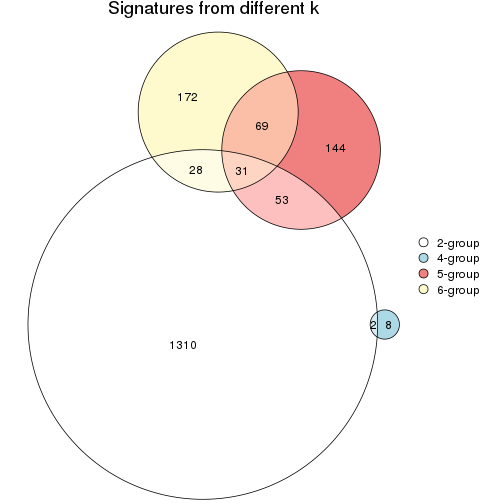 Signatures from different k
172
69
144
28
31
53
2-group
4-group
5-group
6-group
2 8
1310